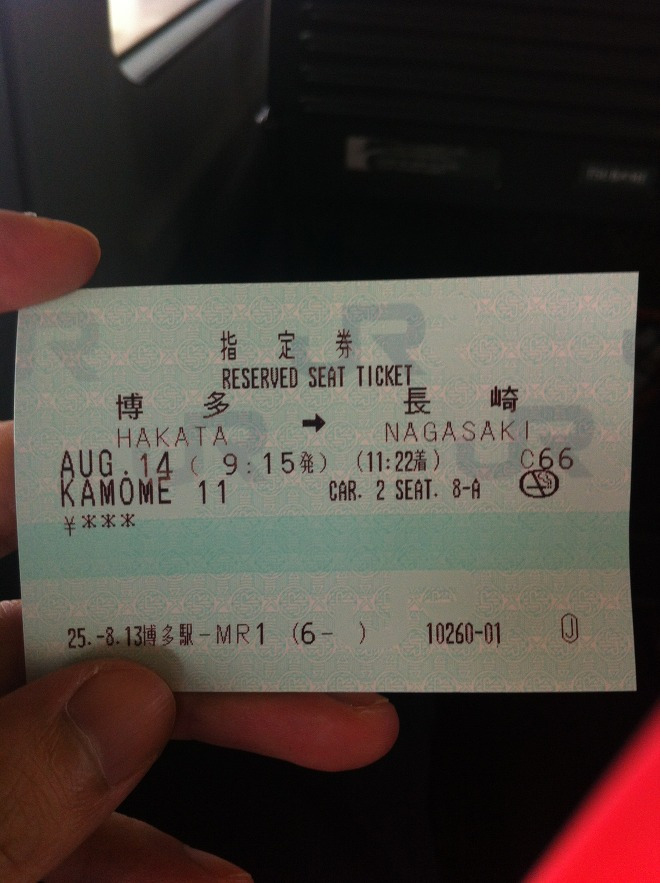 指定券
RESERVED SEAT TICKET
博多 → 長崎
HAKATA NAGASAKI
AUG.14 ( 9:15発) (11:22着) C66
KAMOME 11 CAR. 2 SEAT. 8-A
¥***
25.-8.13博多駅-MR1 (6- ) 10260-01 Ⓙ